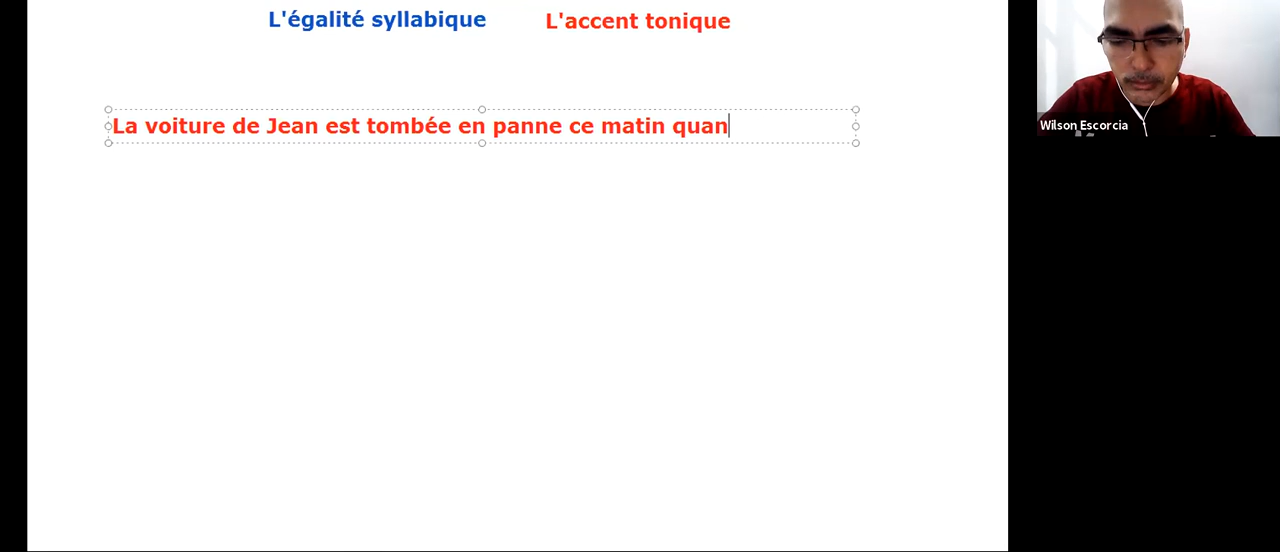 L'égalité syllabique L'accent tonique
La voiture de Jean est tombée en panne ce matin quan
Wilson Escorcia